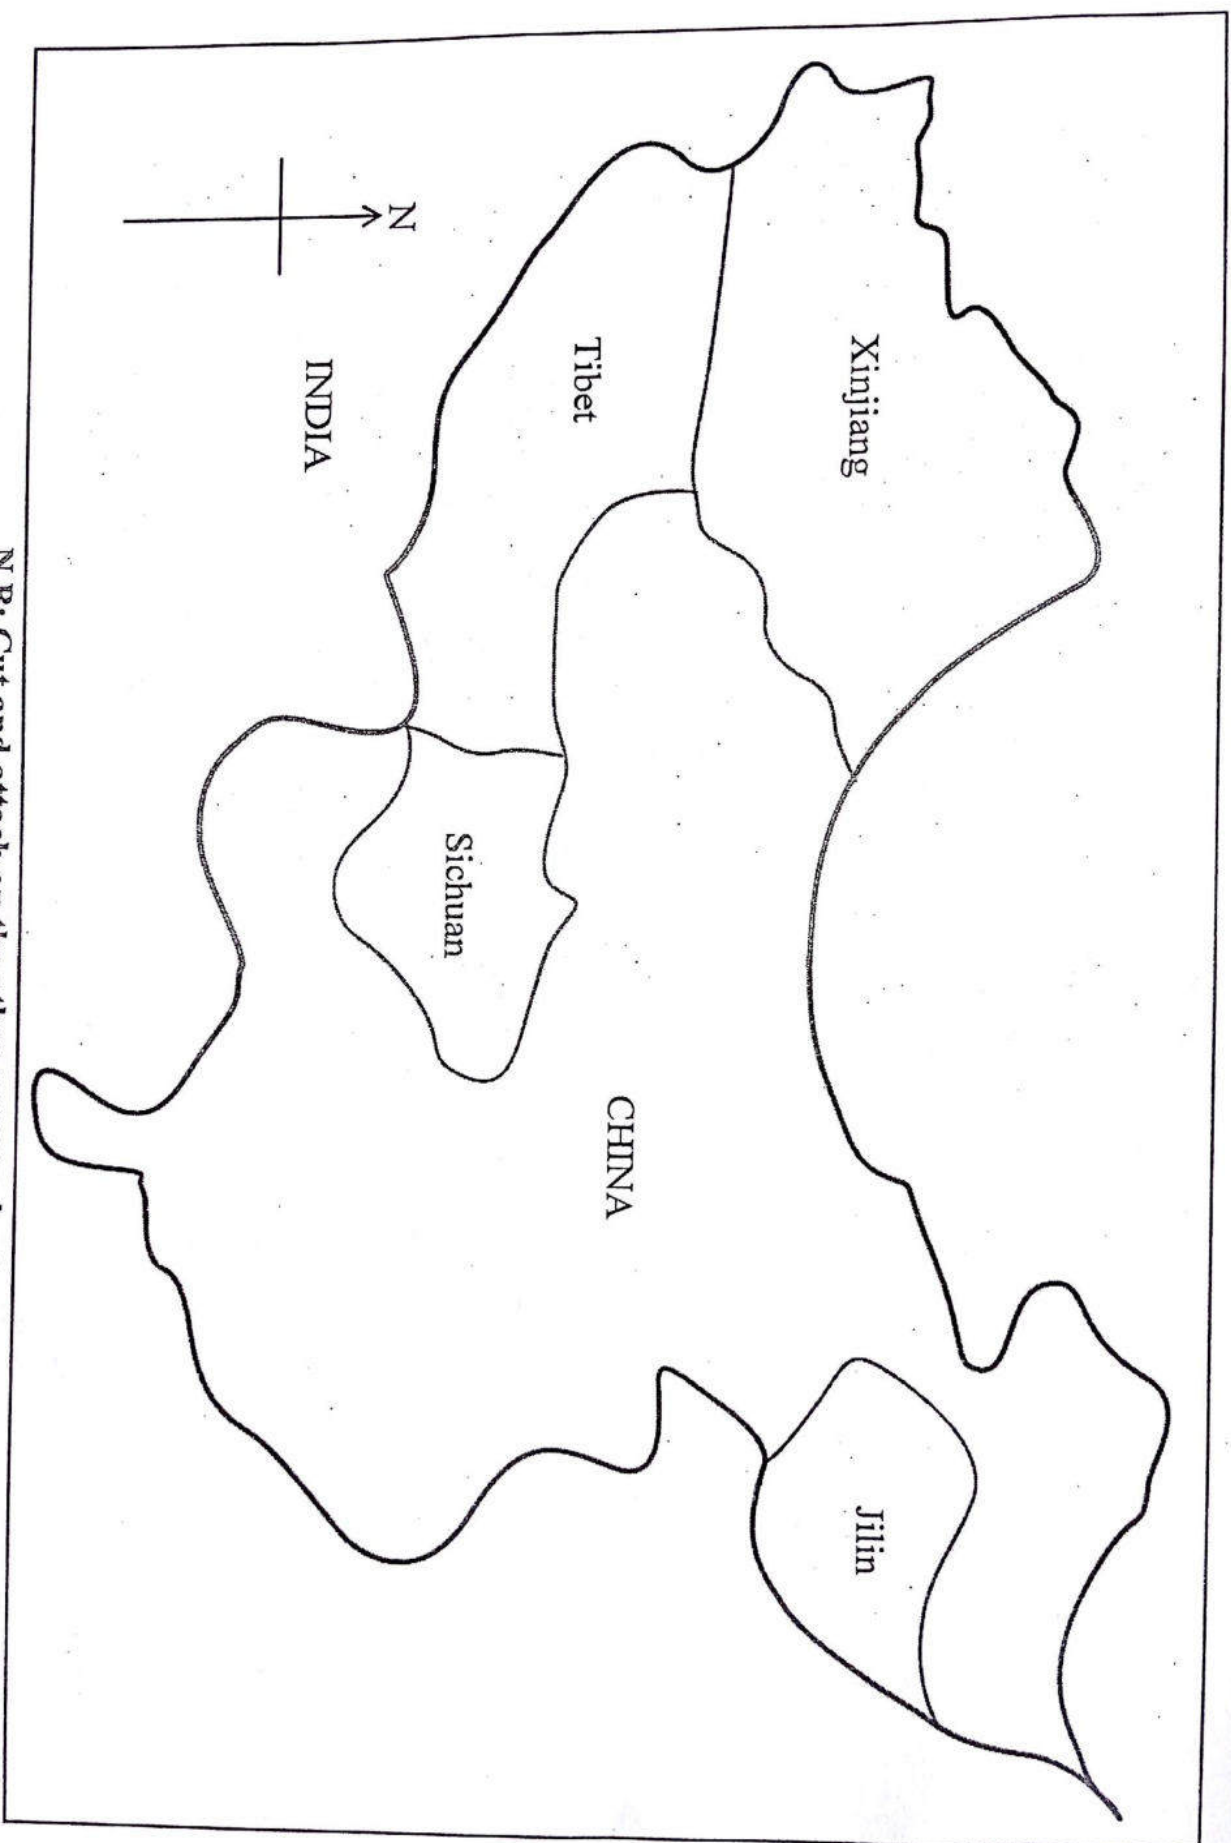 N
Xinjiang
Tibet
INDIA
Sichuan
CHINA
Jilin
N.B: Cut and attach